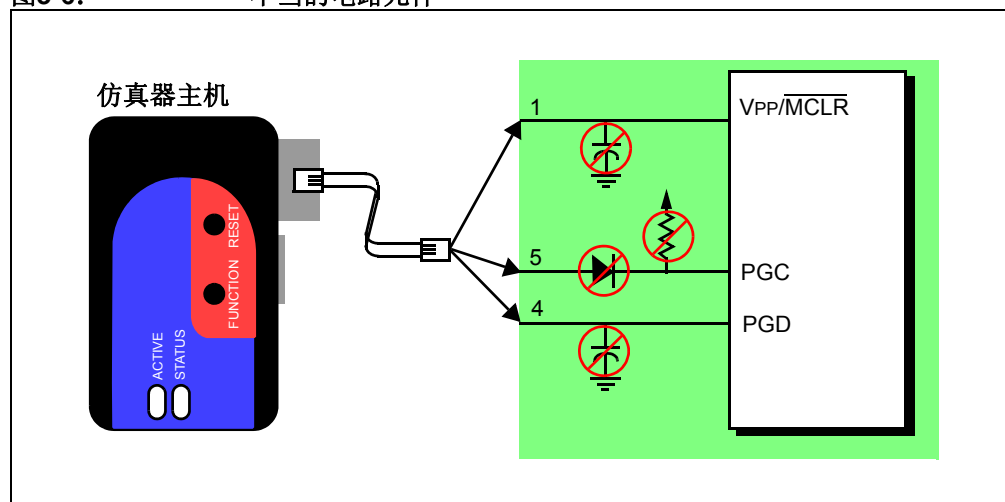 仿真器主机
FUNCTION RESET
ACTIVE
STATUS
1
VPP/MCLR
5
PGC
4
PGD